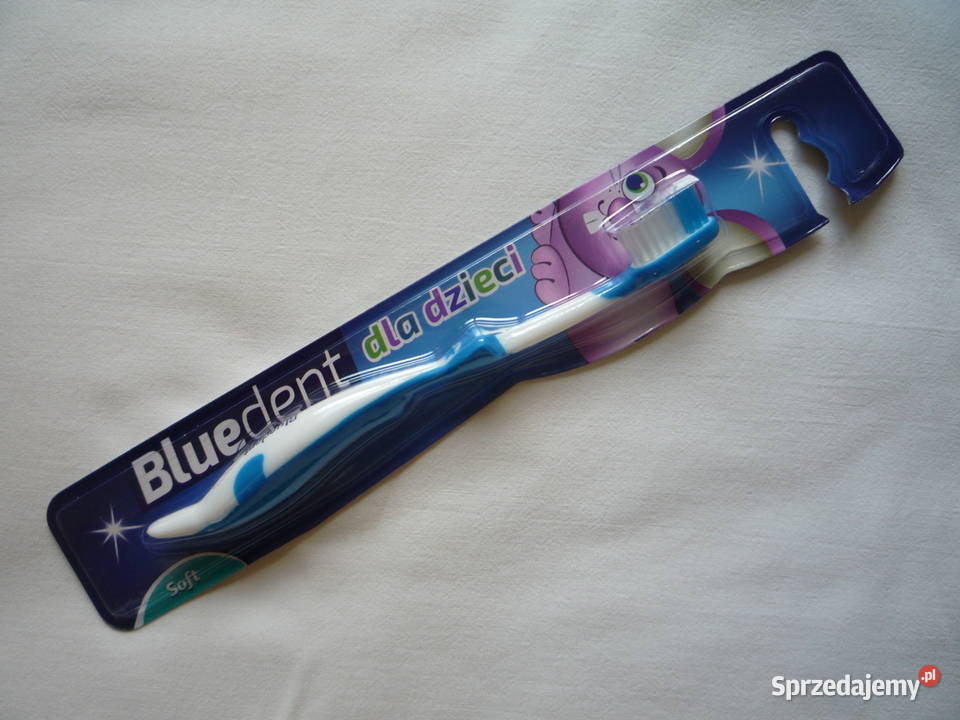 Bluedent
dla dzieci
Soft
Sprzedajemy.pl